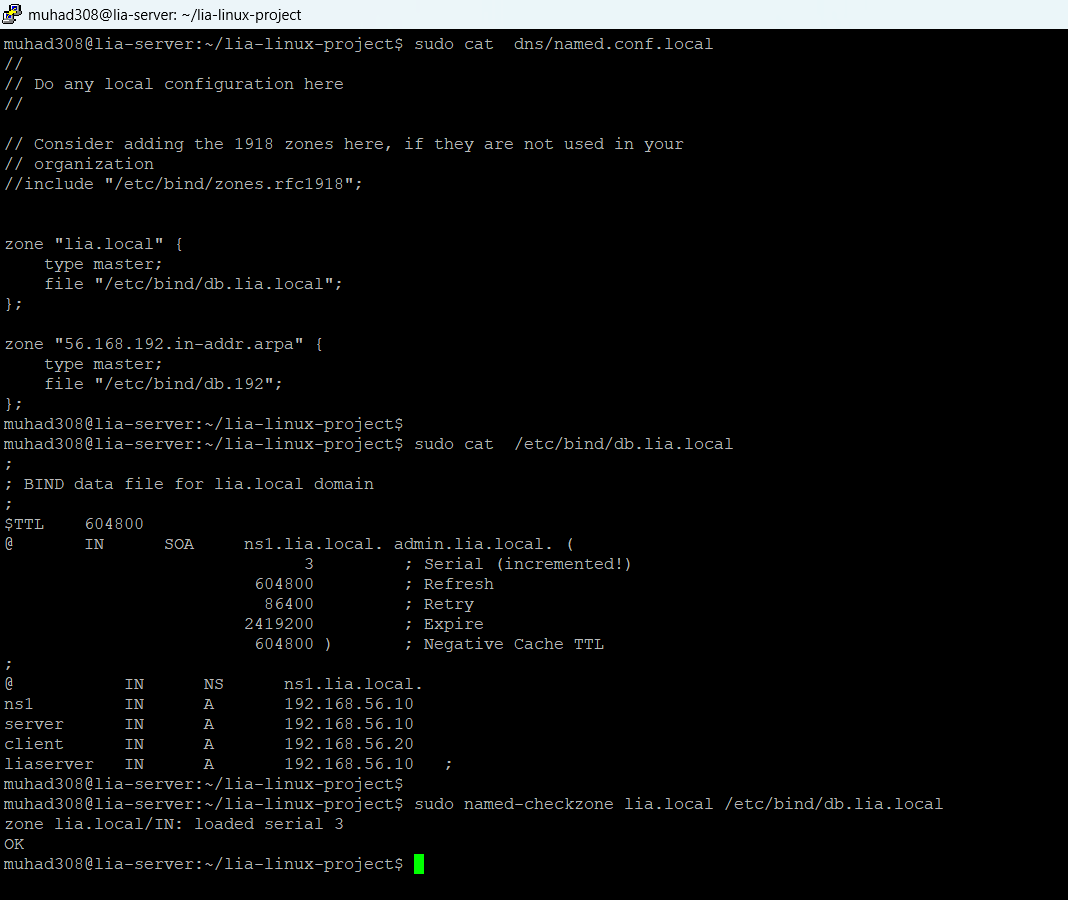 muhad308@lia-server: ~/lia-linux-project
muhad308@lia-server:~/lia-linux-project$ sudo cat  dns/named.conf.local
//
// Do any local configuration here
//
// Consider adding the 1918 zones here, if they are not used in your
// organization
//include "/etc/bind/zones.rfc1918";
zone "lia.local" {
    type master;
    file "/etc/bind/db.lia.local";
};
zone "56.168.192.in-addr.arpa" {
    type master;
    file "/etc/bind/db.192";
};
muhad308@lia-server:~/lia-linux-project$
muhad308@lia-server:~/lia-linux-project$ sudo cat  /etc/bind/db.lia.local
;
; BIND data file for lia.local domain
;
$TTL    604800
@       IN      SOA     ns1.lia.local. admin.lia.local. (
                              3         ; Serial (incremented!)
                         604800         ; Refresh
                          86400         ; Retry
                        2419200         ; Expire
                         604800 )       ; Negative Cache TTL
;
@           IN      NS      ns1.lia.local.
ns1         IN      A       192.168.56.10
server      IN      A       192.168.56.10
client      IN      A       192.168.56.20
liaserver   IN      A       192.168.56.10   ;
muhad308@lia-server:~/lia-linux-project$
muhad308@lia-server:~/lia-linux-project$ sudo named-checkzone lia.local /etc/bind/db.lia.local
zone lia.local/IN: loaded serial 3
OK
muhad308@lia-server:~/lia-linux-project$